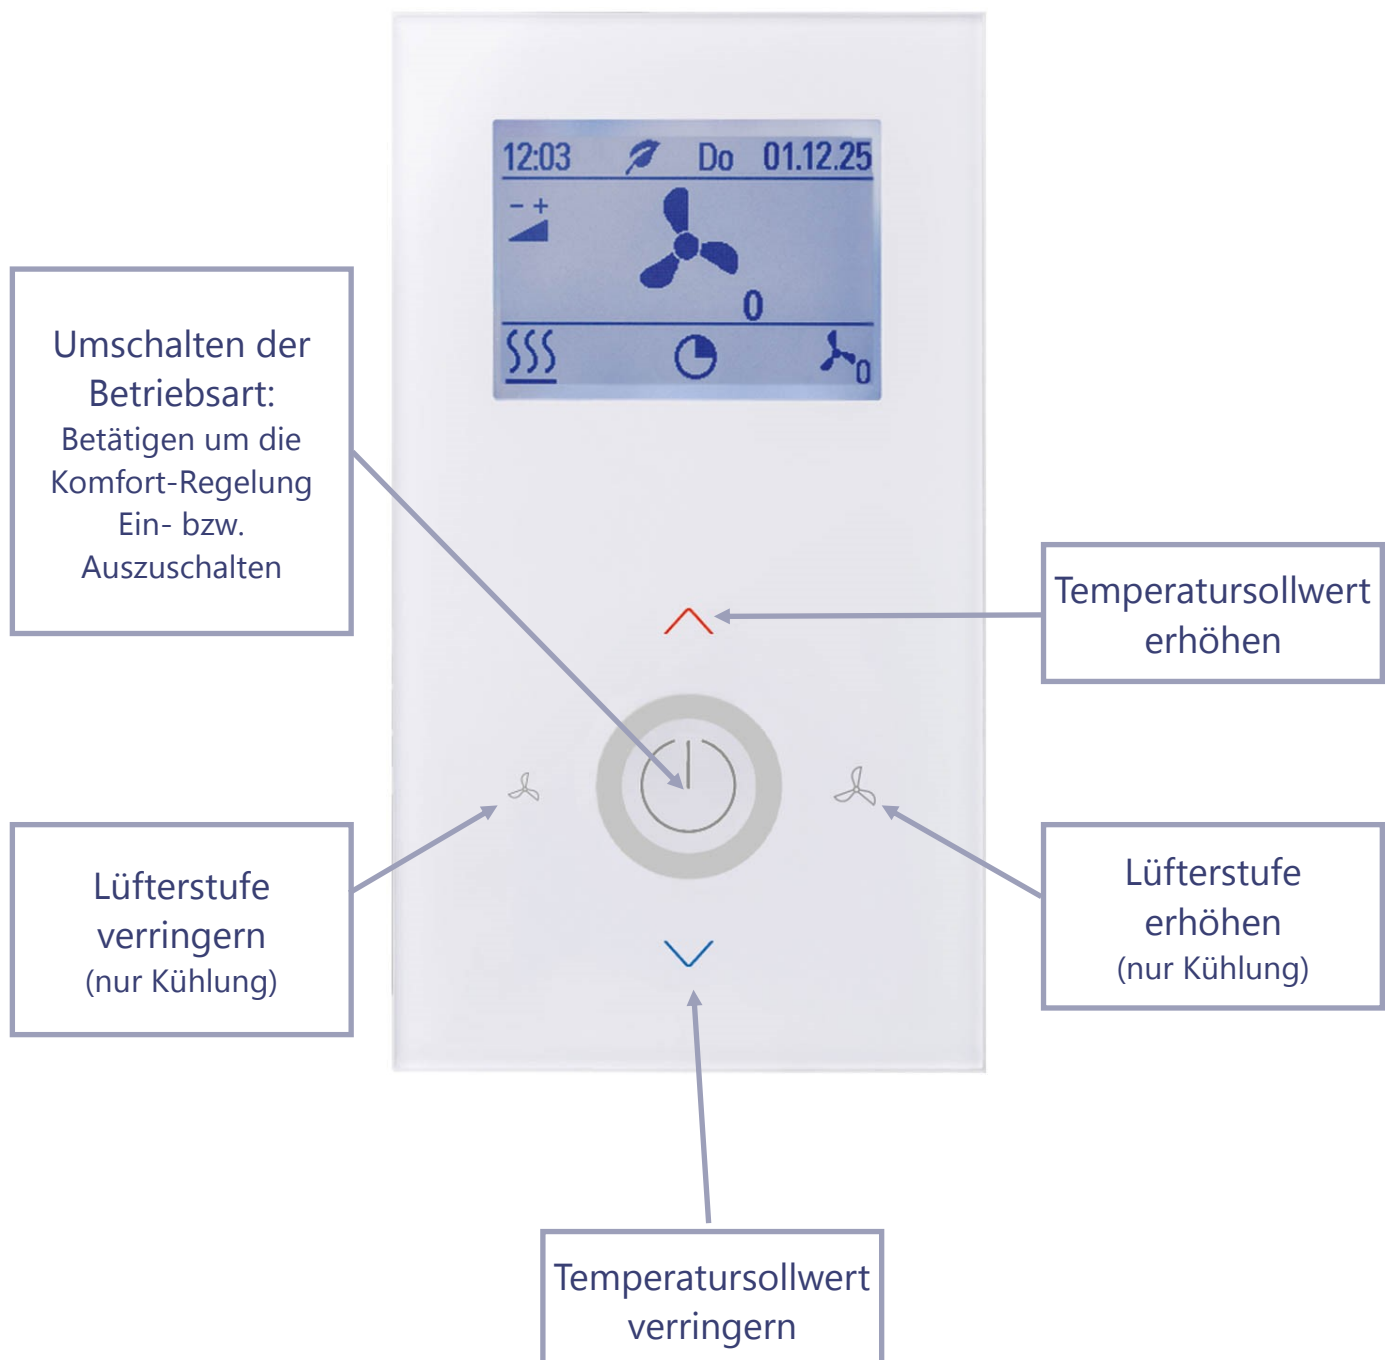 12:03 Do 01.12.25
- +
0
0
Umschalten der
Betriebsart:
Betätigen um die
Komfort-Regelung
Ein- bzw.
Auszuschalten
Temperatursollwert
erhöhen
Lüfterstufe
verringern
(nur Kühlung)
Lüfterstufe
erhöhen
(nur Kühlung)
Temperatursollwert
verringern